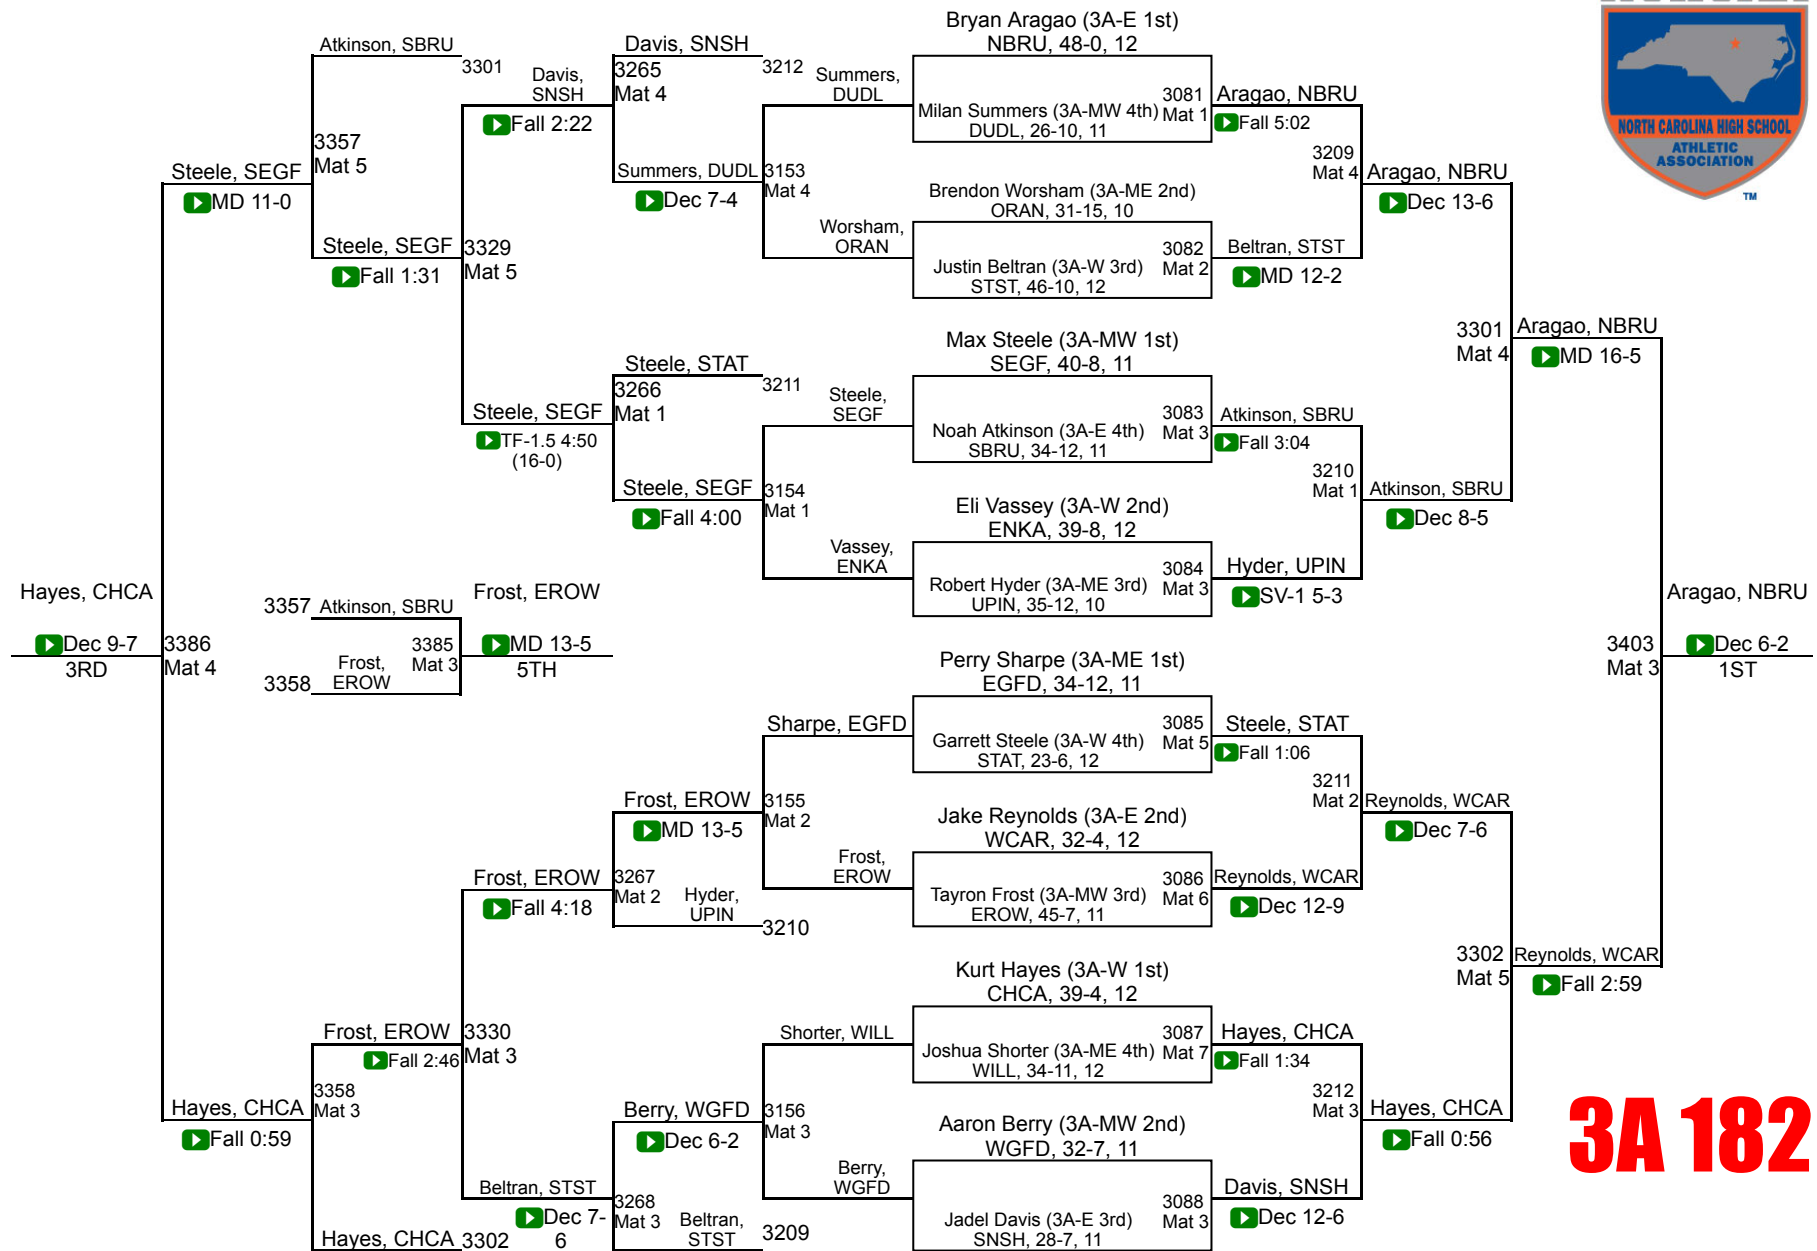 Bryan Aragao (3A-E 1st)
NBRU, 48-0, 12
Milan Summers (3A-MW 4th)
DUDL, 26-10, 11
3081
Mat 1
Brendon Worsham (3A-ME 2nd)
ORAN, 31-15, 10
Justin Beltran (3A-W 3rd)
STST, 46-10, 12
3082
Mat 2
Max Steele (3A-MW 1st)
SEGF, 40-8, 11
Noah Atkinson (3A-E 4th)
SBRU, 34-12, 11
3083
Mat 3
Eli Vassey (3A-W 2nd)
ENKA, 39-8, 12
Robert Hyder (3A-ME 3rd)
UPIN, 35-12, 10
3084
Mat 3
Perry Sharpe (3A-ME 1st)
EGFD, 34-12, 11
Garrett Steele (3A-W 4th)
STAT, 23-6, 12
3085
Mat 5
Jake Reynolds (3A-E 2nd)
WCAR, 32-4, 12
Tayron Frost (3A-MW 3rd)
EROW, 45-7, 11
3086
Mat 6
Kurt Hayes (3A-W 1st)
CHCA, 39-4, 12
Joshua Shorter (3A-ME 4th)
WILL, 34-11, 12
3087
Mat 7
Aaron Berry (3A-MW 2nd)
WGFD, 32-7, 11
Jadel Davis (3A-E 3rd)
SNSH, 28-7, 11
3088
Mat 3
Aragao, NBRU
Fall 5:02
3209
Mat 4
Beltran, STST
MD 12-2
Atkinson, SBRU
Fall 3:04
3210
Mat 1
Hyder, UPIN
SV-1 5-3
Steele, STAT
Fall 1:06
3211
Mat 2
Reynolds, WCAR
Dec 12-9
Hayes, CHCA
Fall 1:34
3212
Mat 3
Davis, SNSH
Dec 12-6
Aragao, NBRU
Dec 13-6
3301
Mat 4
Atkinson, SBRU
Dec 8-5
Reynolds, WCAR
Dec 7-6
3302
Mat 5
Hayes, CHCA
Fall 0:56
Aragao, NBRU
MD 16-5
3403
Mat 3
Reynolds, WCAR
Fall 2:59
Aragao, NBRU
Dec 6-2
1ST
Summers,
DUDL
3153
Mat 4
Worsham,
ORAN
Steele,
SEGF
3154
Mat 1
Vassey,
ENKA
Sharpe, EGFD
3155
Mat 2
Frost,
EROW
Shorter, WILL
3156
Mat 3
Berry,
WGFD
Davis, SNSH
3212
3265
Mat 4
Summers, DUDL
Dec 7-4
Steele, STAT
3211
3266
Mat 1
Steele, SEGF
Fall 4:00
Frost, EROW
MD 13-5
3267
Mat 2
Hyder,
UPIN
3210
Berry, WGFD
Dec 6-2
3268
Mat 3
Beltran,
STST
3209
Davis,
SNSH
Fall 2:22
3329
Mat 5
Steele, SEGF
TF-1.5 4:50
(16-0)
Frost, EROW
Fall 4:18
3330
Mat 3
Beltran, STST
Dec 7-
6
Atkinson, SBRU
3301
3357
Mat 5
Steele, SEGF
Fall 1:31
Frost, EROW
Fall 2:46
3358
Mat 3
Hayes, CHCA
3302
Steele, SEGF
MD 11-0
3386
Mat 4
Hayes, CHCA
Fall 0:59
Hayes, CHCA
Dec 9-7
3RD
3357
Atkinson, SBRU
3385
Mat 3
3358
Frost,
EROW
Frost, EROW
MD 13-5
5TH
NORTH CAROLINA HIGH SCHOOL
ATHLETIC
ASSOCIATION
TM
3A 182